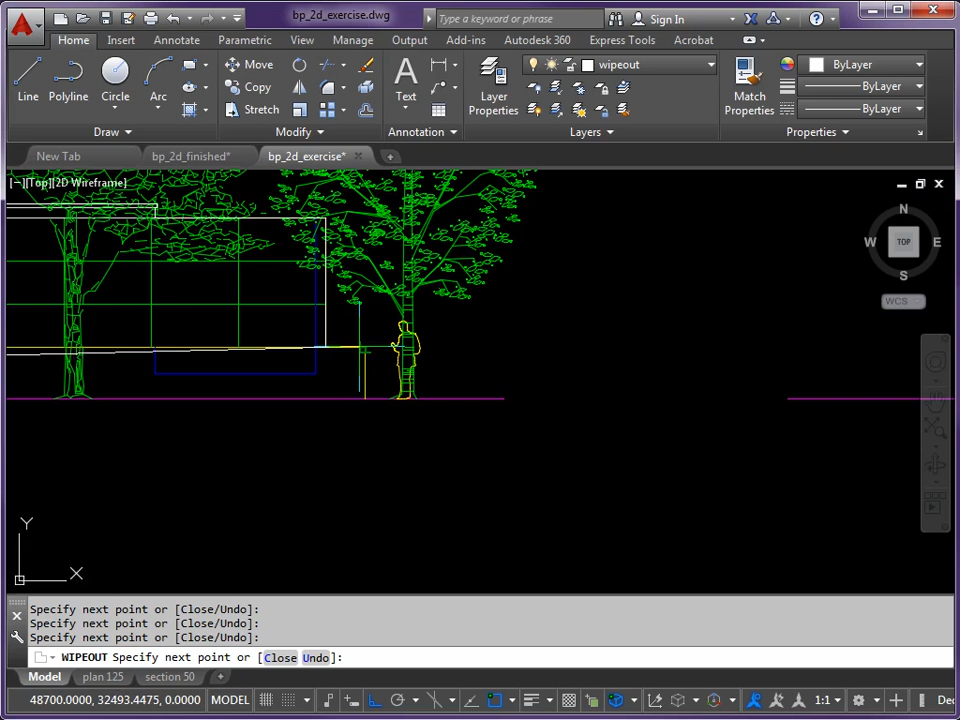 bp_2d_exercise.dwg
Type a keyword or phrase
Sign In
Home Insert Annotate Parametric View Manage Output Add-ins Autodesk 360 Express Tools Acrobat
Line Polyline Circle Arc
Move
Copy
Stretch
Text
Layer Properties
wipeout
Match Properties
ByLayer
ByLayer
ByLayer
Draw Modify Annotation Layers Properties
New Tab bp_2d_finished* bp_2d_exercise*
[−][Top][2D Wireframe]
N
W TOP E
S
WCS
Y
X
Specify next point or [Close/Undo]:
Specify next point or [Close/Undo]:
Specify next point or [Close/Undo]:
WIPEOUT Specify next point or [Close Undo]:
Model plan 125 section 50
48700.0000, 32493.4475, 0.0000 MODEL 1:1 Dec